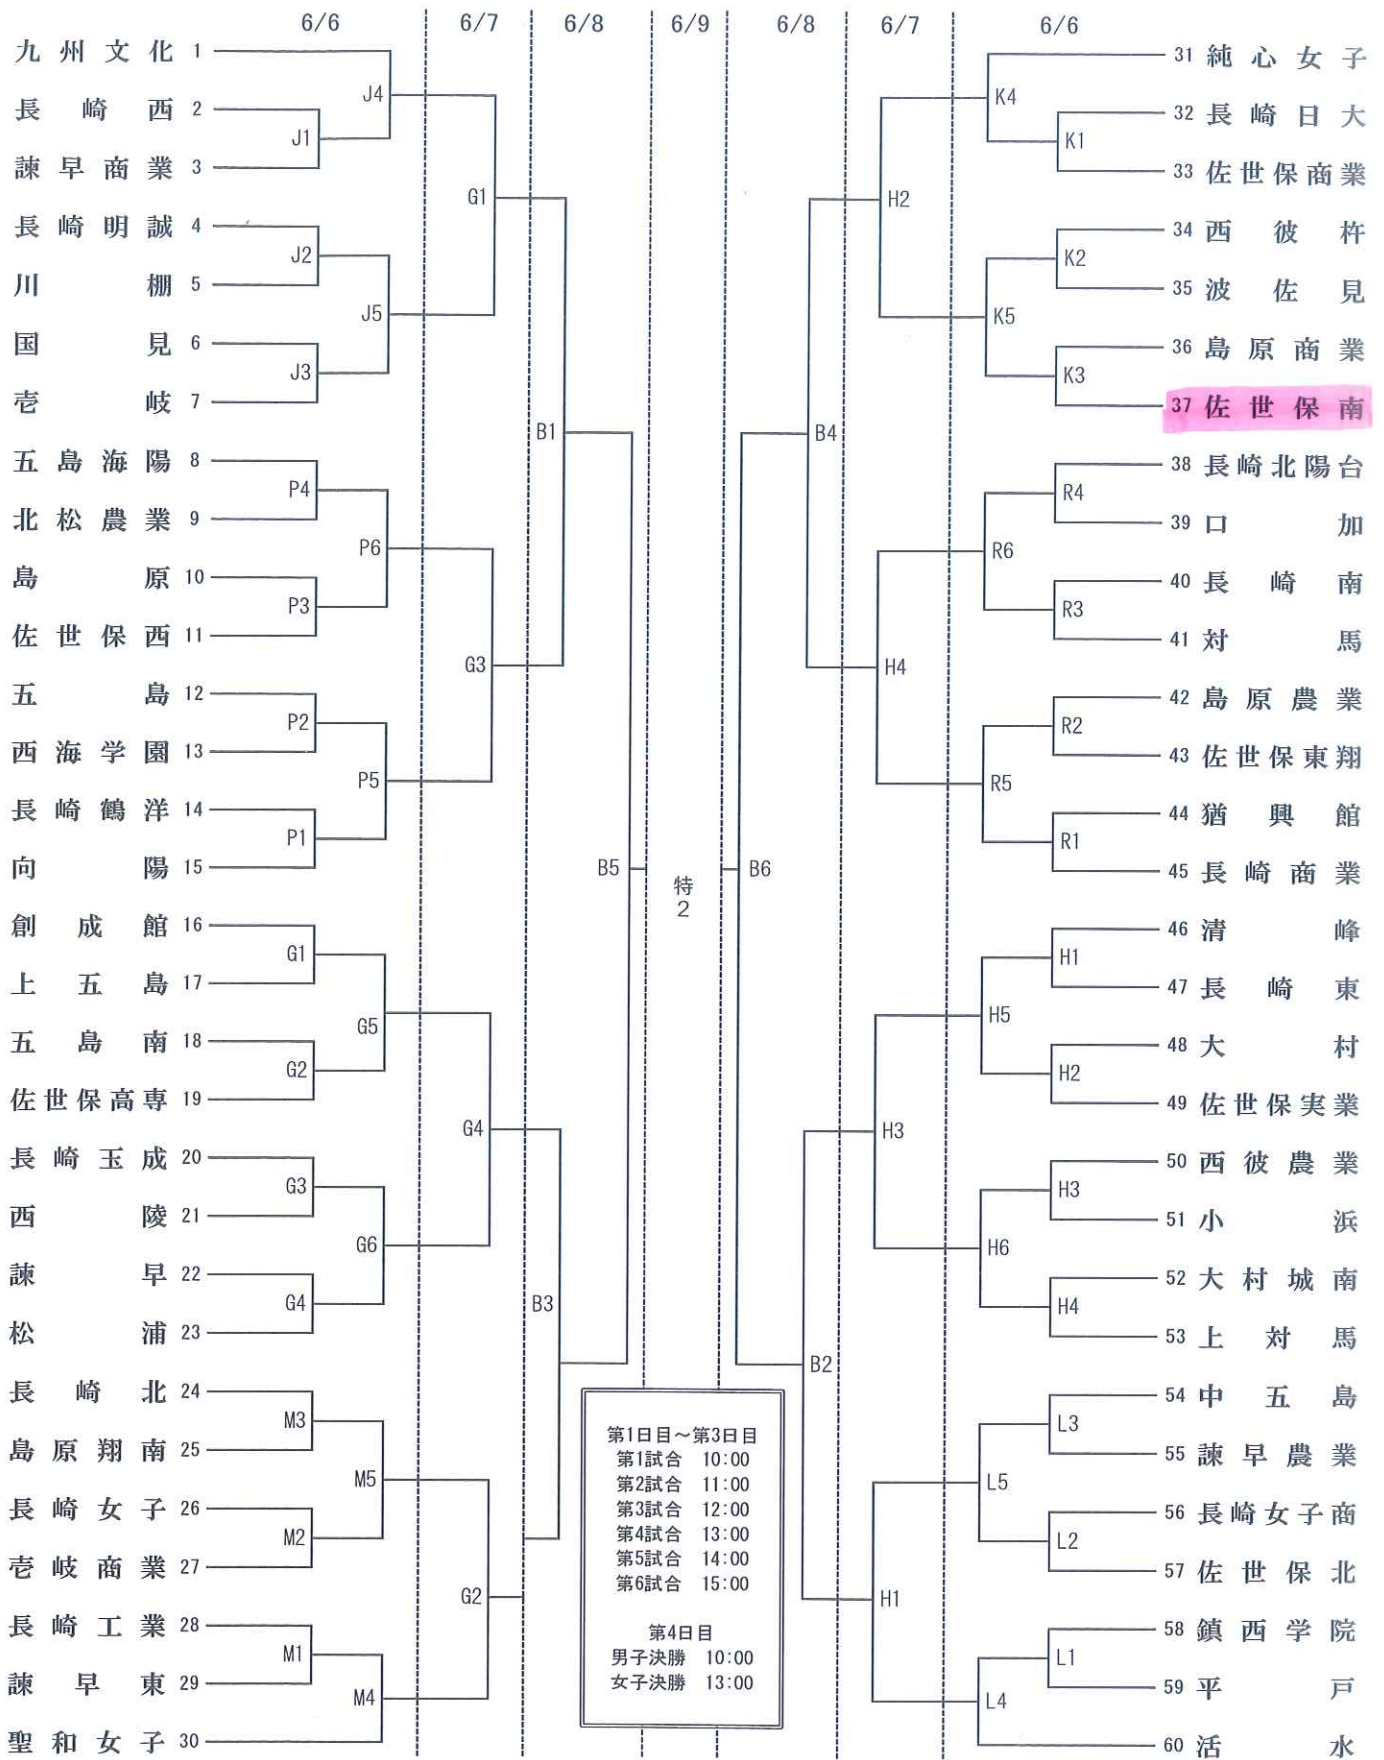 6/6 6/7 6/8 6/9 6/8 6/7 6/6
九州文化 1
長崎西 2
諫早商業 3
長崎明誠 4
川棚 5
国見 6
壱岐 7
五島海陽 8
北松農業 9
島原 10
佐世保西 11
五島 12
西海学園 13
長崎鶴洋 14
向陽 15
創成館 16
上五島 17
五島南 18
佐世保高専 19
長崎玉成 20
西陵 21
諫早 22
松浦 23
長崎北 24
島原翔南 25
長崎女子 26
壱岐商業 27
長崎工業 28
諫早東 29
聖和女子 30
J4
J1
J2
J5
J3
P4
P6
P3
P2
P5
P1
G1
G5
G2
G3
G6
G4
M3
M5
M2
M1
M4
G1
G3
G4
G2
B1
B3
B5
特
2
B6
B4
B2
H2
H4
H3
H1
K4
K1
K2
K5
K3
R4
R6
R3
R2
R5
R1
H1
H5
H2
H3
H6
H4
L3
L5
L2
L1
L4
31 純心女子
32 長崎日大
33 佐世保商業
34 西彼杵
35 波佐見
36 島原商業
37 佐世保南
38 長崎北陽台
39 口加
40 長崎南
41 対馬
42 島原農業
43 佐世保東翔
44 猶興館
45 長崎商業
46 清峰
47 長崎東
48 大村
49 佐世保実業
50 西彼農業
51 小浜
52 大村城南
53 上対馬
54 中五島
55 諫早農業
56 長崎女子商
57 佐世保北
58 鎮西学院
59 平戸
60 活水
第1日目～第3日目
第1試合 10:00
第2試合 11:00
第3試合 12:00
第4試合 13:00
第5試合 14:00
第6試合 15:00
第4日目
男子決勝 10:00
女子決勝 13:00